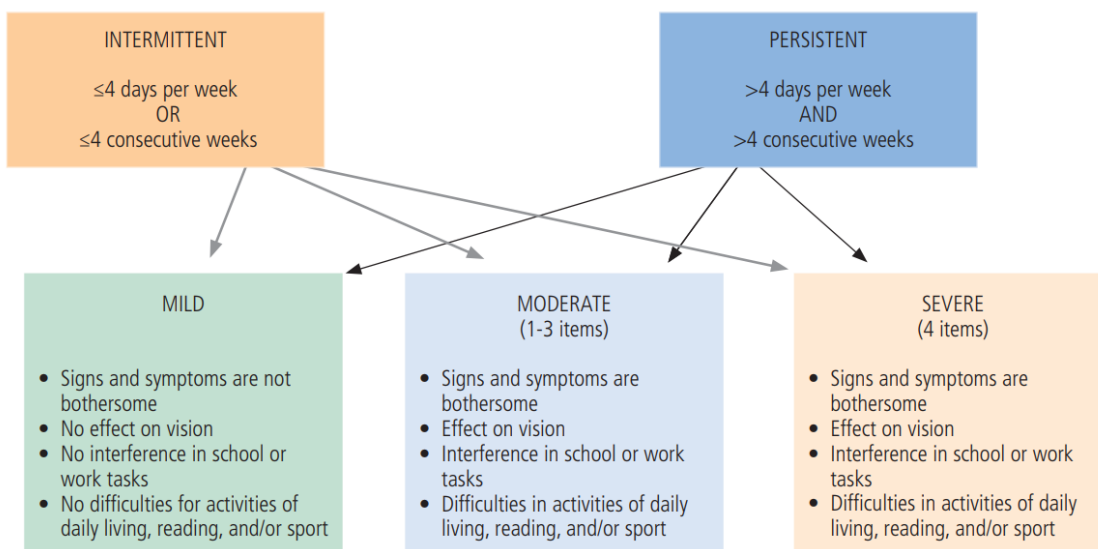 INTERMITTENT
≤4 days per week
OR
≤4 consecutive weeks
PERSISTENT
>4 days per week
AND
>4 consecutive weeks
MILD
• Signs and symptoms are not
bothersome
• No effect on vision
• No interference in school or
work tasks
• No difficulties for activities of
daily living, reading, and/or sport
MODERATE
(1-3 items)
• Signs and symptoms are
bothersome
• Effect on vision
• Interference in school or work
tasks
• Difficulties in activities of daily
living, reading, and/or sport
SEVERE
(4 items)
• Signs and symptoms are
bothersome
• Effect on vision
• Interference in school or work
tasks
• Difficulties in activities of daily
living, reading, and/or sport